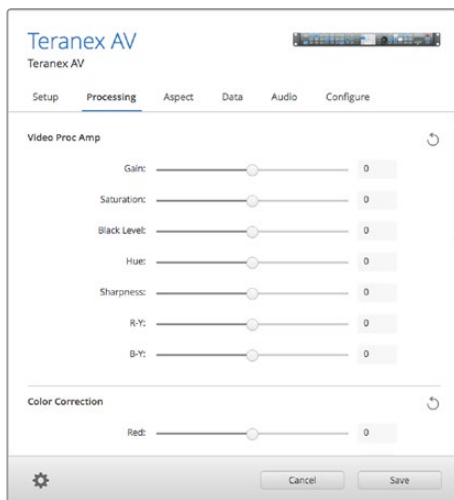 Teranex AV
Teranex AV
Setup Processing Aspect Data Audio Configure
Video Proc Amp
Gain: 0
Saturation: 0
Black Level: 0
Hue: 0
Sharpness: 0
R-Y: 0
B-Y: 0
Color Correction
Red: 0
Cancel Save